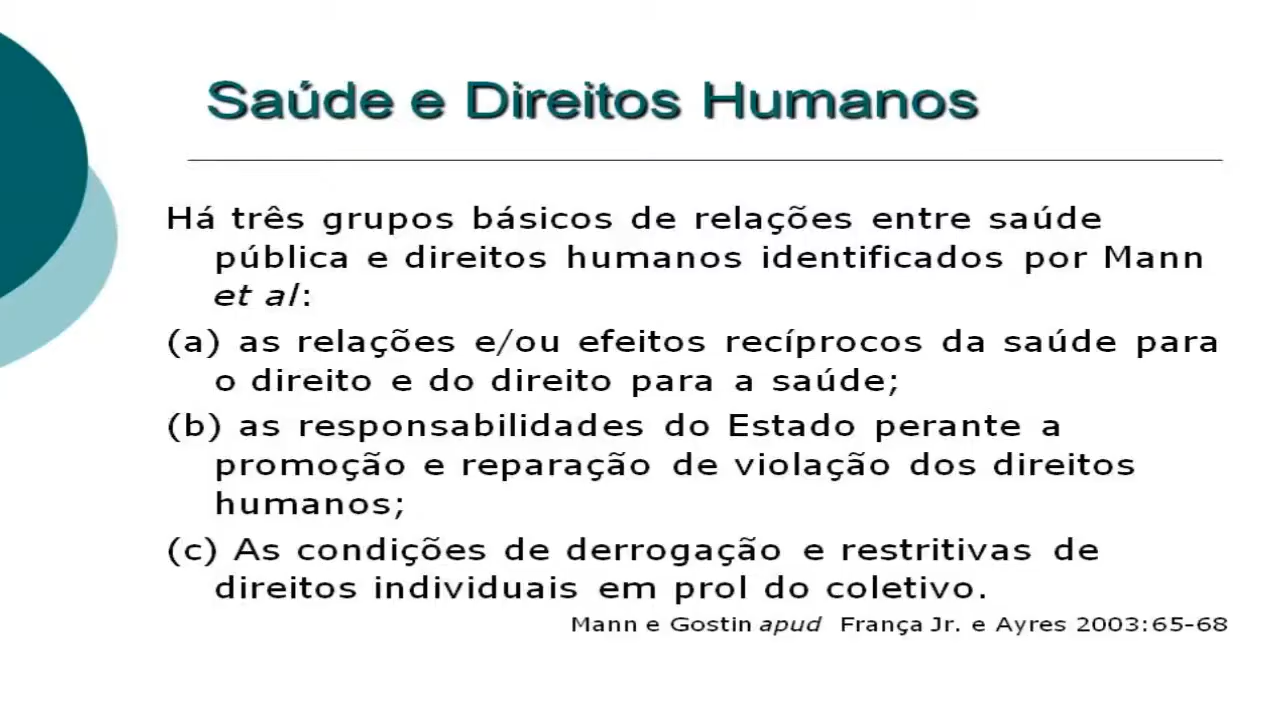 Saúde e Direitos Humanos
Há três grupos básicos de relações entre saúde
pública e direitos humanos identificados por Mann
et al:
(a) as relações e/ou efeitos recíprocos da saúde para
o direito e do direito para a saúde;
(b) as responsabilidades do Estado perante a
promoção e reparação de violação dos direitos
humanos;
(c) As condições de derrogação e restritivas de
direitos individuais em prol do coletivo.
Mann e Gostin apud França Jr. e Ayres 2003:65-68